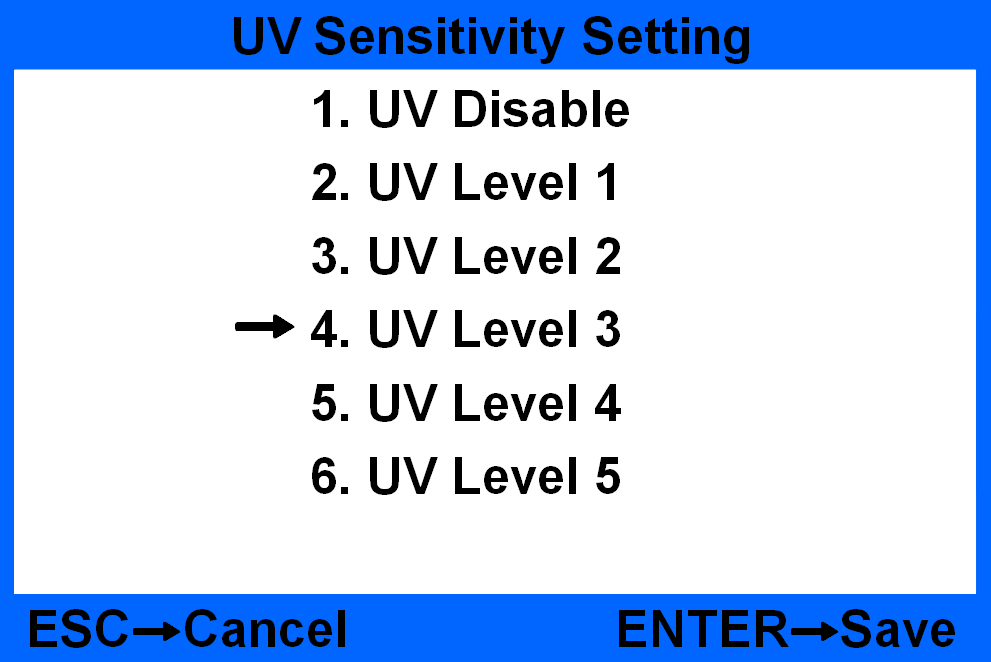 UV Sensitivity Setting
1. UV Disable
2. UV Level 1
3. UV Level 2
→ 4. UV Level 3
5. UV Level 4
6. UV Level 5
ESC→Cancel ENTER→Save